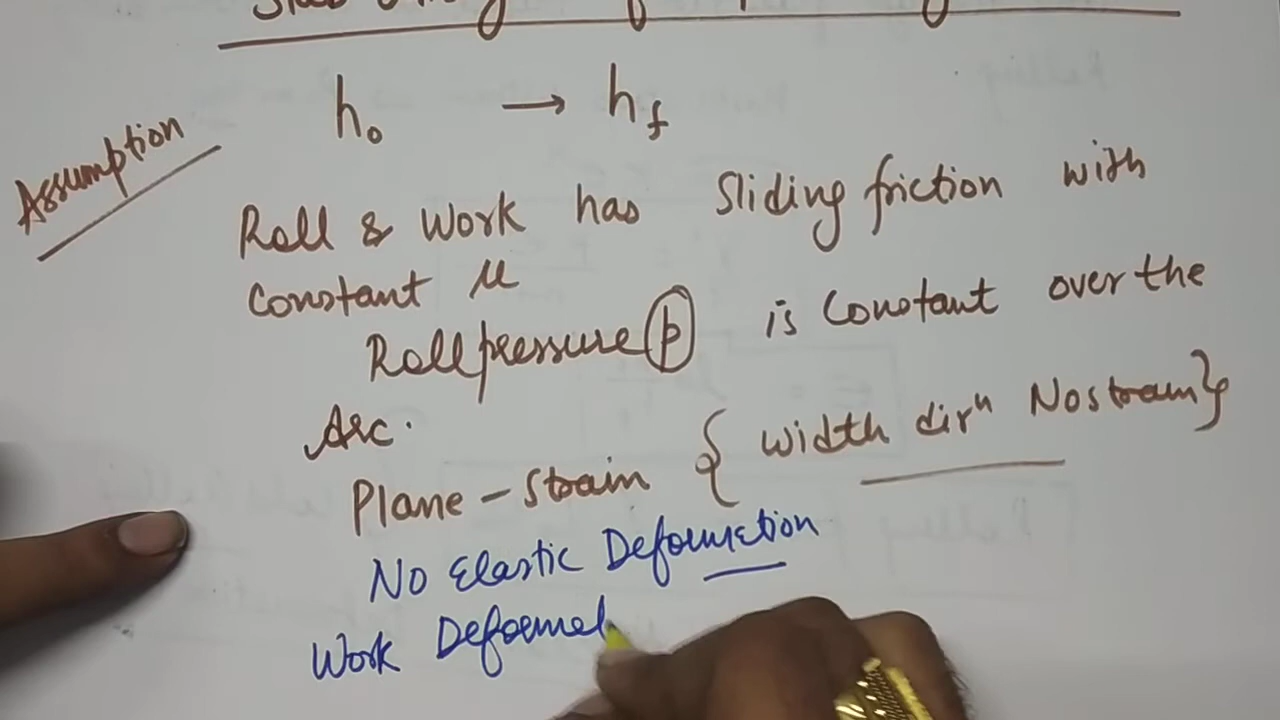 h₀ → hf
Assumption
Roll & Work has Sliding friction with
Constant μ
Roll pressure p is Constant over the
Arc.
Plane - Strain { width dirⁿ No strain}
No Elastic Deformation
Work Deformed